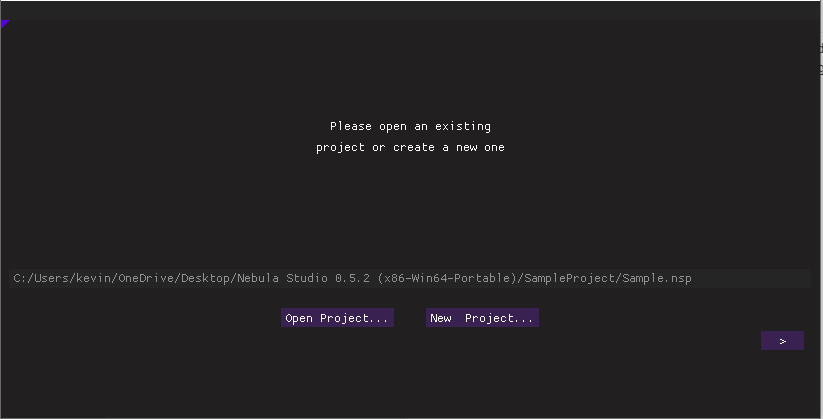 Please open an existing
project or create a new one
C:/Users/kevin/OneDrive/Desktop/Nebula Studio 0.5.2 (x86-Win64-Portable)/SampleProject/Sample.nsp
Open Project...
New  Project...
>